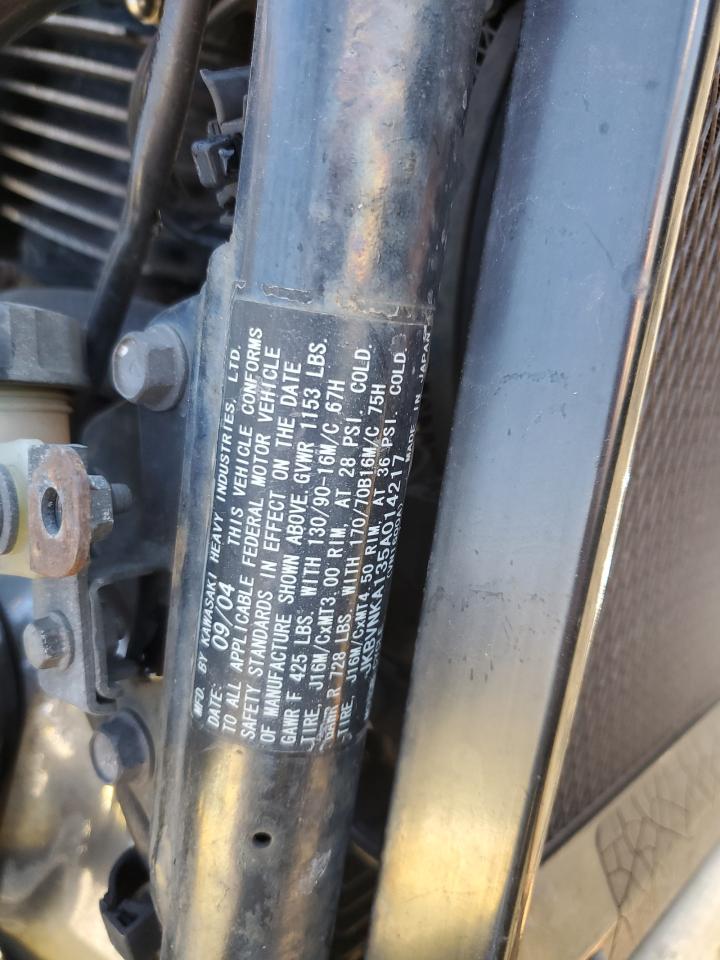 MFD. BY KAWASAKI HEAVY INDUSTRIES, LTD.
DATE: 09/04 THIS VEHICLE CONFORMS
TO ALL APPLICABLE FEDERAL MOTOR VEHICLE
SAFETY STANDARDS IN EFFECT ON THE DATE
OF MANUFACTURE SHOWN ABOVE. GVWR 1153 LBS.
GAWR F 425 LBS. WITH 130/90-16M/C 67H
TIRE, J16M/CxMT3.00 RIM, AT 28 PSI. COLD.
GAWR R 728 LBS. WITH 170/70B16M/C 75H
TIRE, J16M/CxMT4.50 RIM, AT 36 PSI. COLD.
JKBVNKA135A014217 MADE IN JAPAN